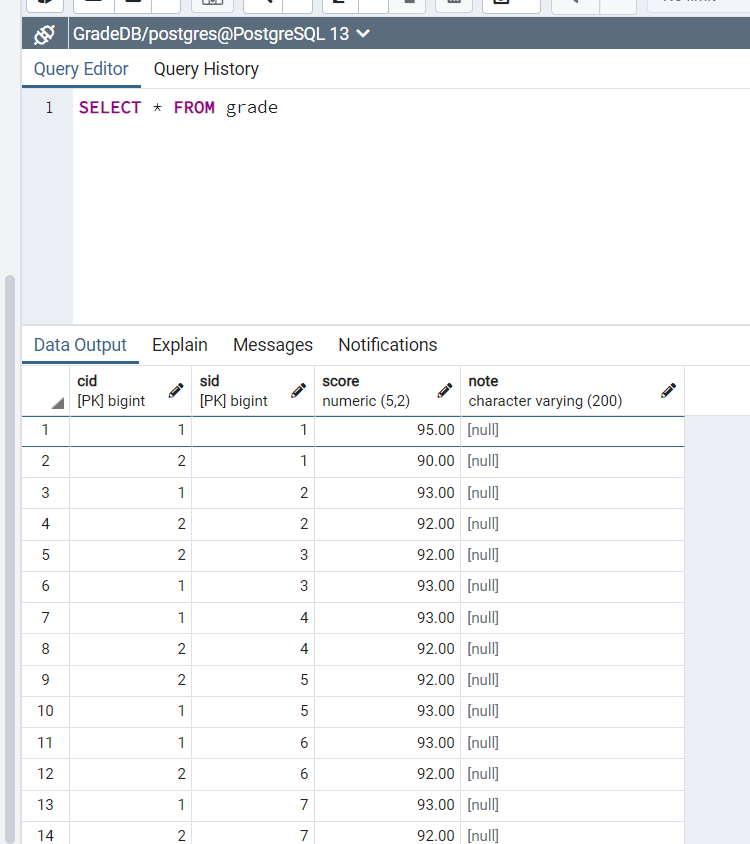 GradeDB/postgres@PostgreSQL 13
Query Editor Query History
1 SELECT * FROM grade
Data Output Explain Messages Notifications
cid sid score note
[PK] bigint [PK] bigint numeric (5,2) character varying (200)
1 1 1 95.00 [null]
2 2 1 90.00 [null]
3 1 2 93.00 [null]
4 2 2 92.00 [null]
5 2 3 92.00 [null]
6 1 3 93.00 [null]
7 1 4 93.00 [null]
8 2 4 92.00 [null]
9 2 5 92.00 [null]
10 1 5 93.00 [null]
11 1 6 93.00 [null]
12 2 6 92.00 [null]
13 1 7 93.00 [null]
14 2 7 92.00 [null]